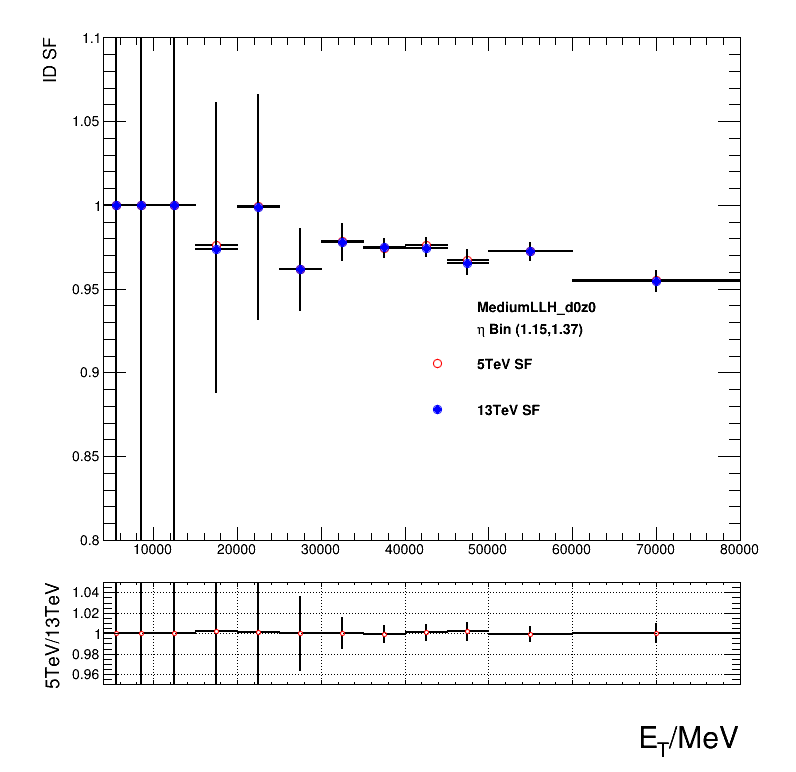 ID SF
1.1
1.05
1
0.95
0.9
0.85
0.8
MediumLLH_d0z0
η Bin (1.15,1.37)
5TeV SF
13TeV SF
10000 20000 30000 40000 50000 60000 70000 80000
5TeV/13TeV
1.04
1.02
1
0.98
0.96
E_T/MeV